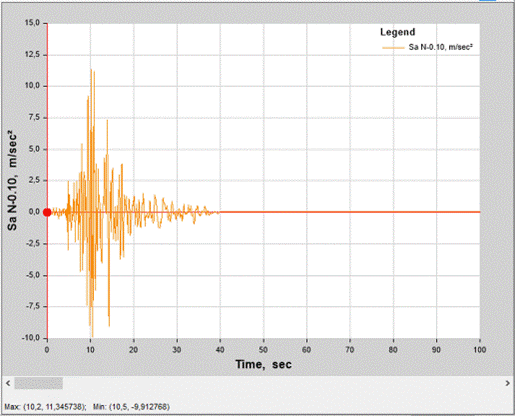 15,0
12,5
10,0
7,5
5,0
2,5
0,0
-2,5
-5,0
-7,5
-10,0
Sa N-0.10, m/sec²
Legend
Sa N-0.10, m/sec²
0 10 20 30 40 50 60 70 80 90 100
Time, sec
Max: (10,2, 11,345738); Min: (10,5, -9,912768)